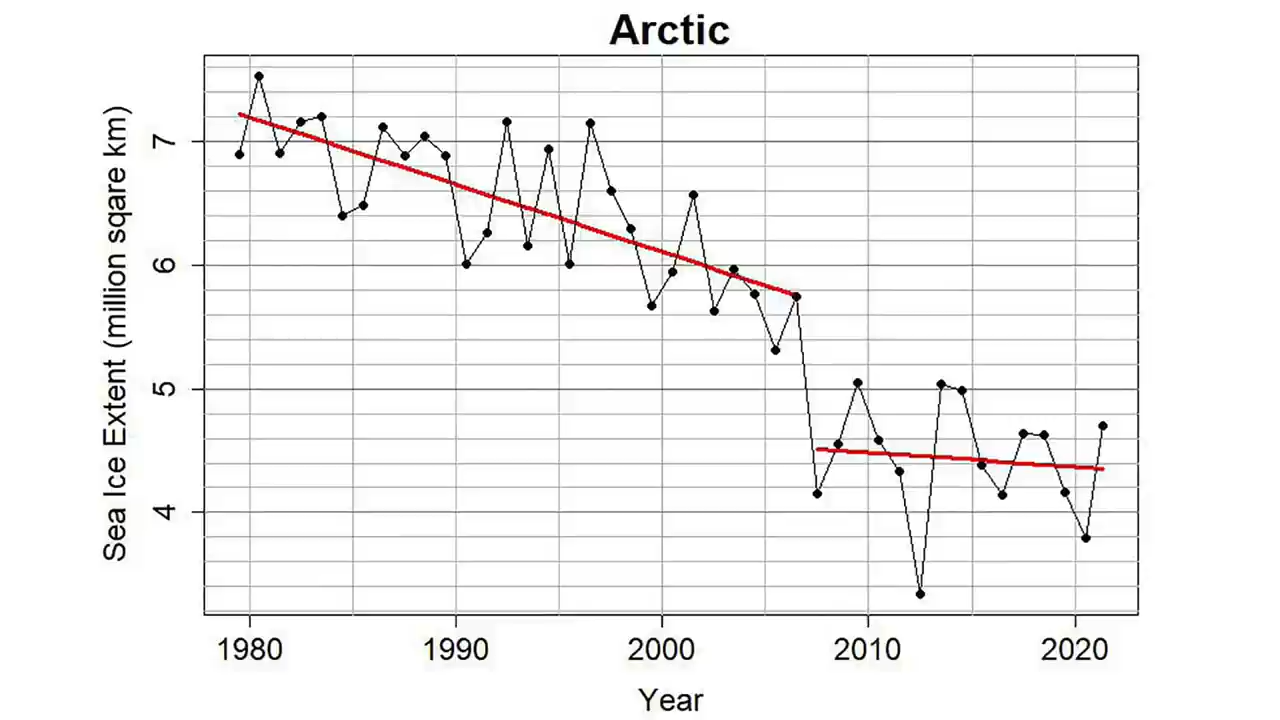 Arctic
Sea Ice Extent (million sqare km)
7
6
5
4
1980 1990 2000 2010 2020
Year